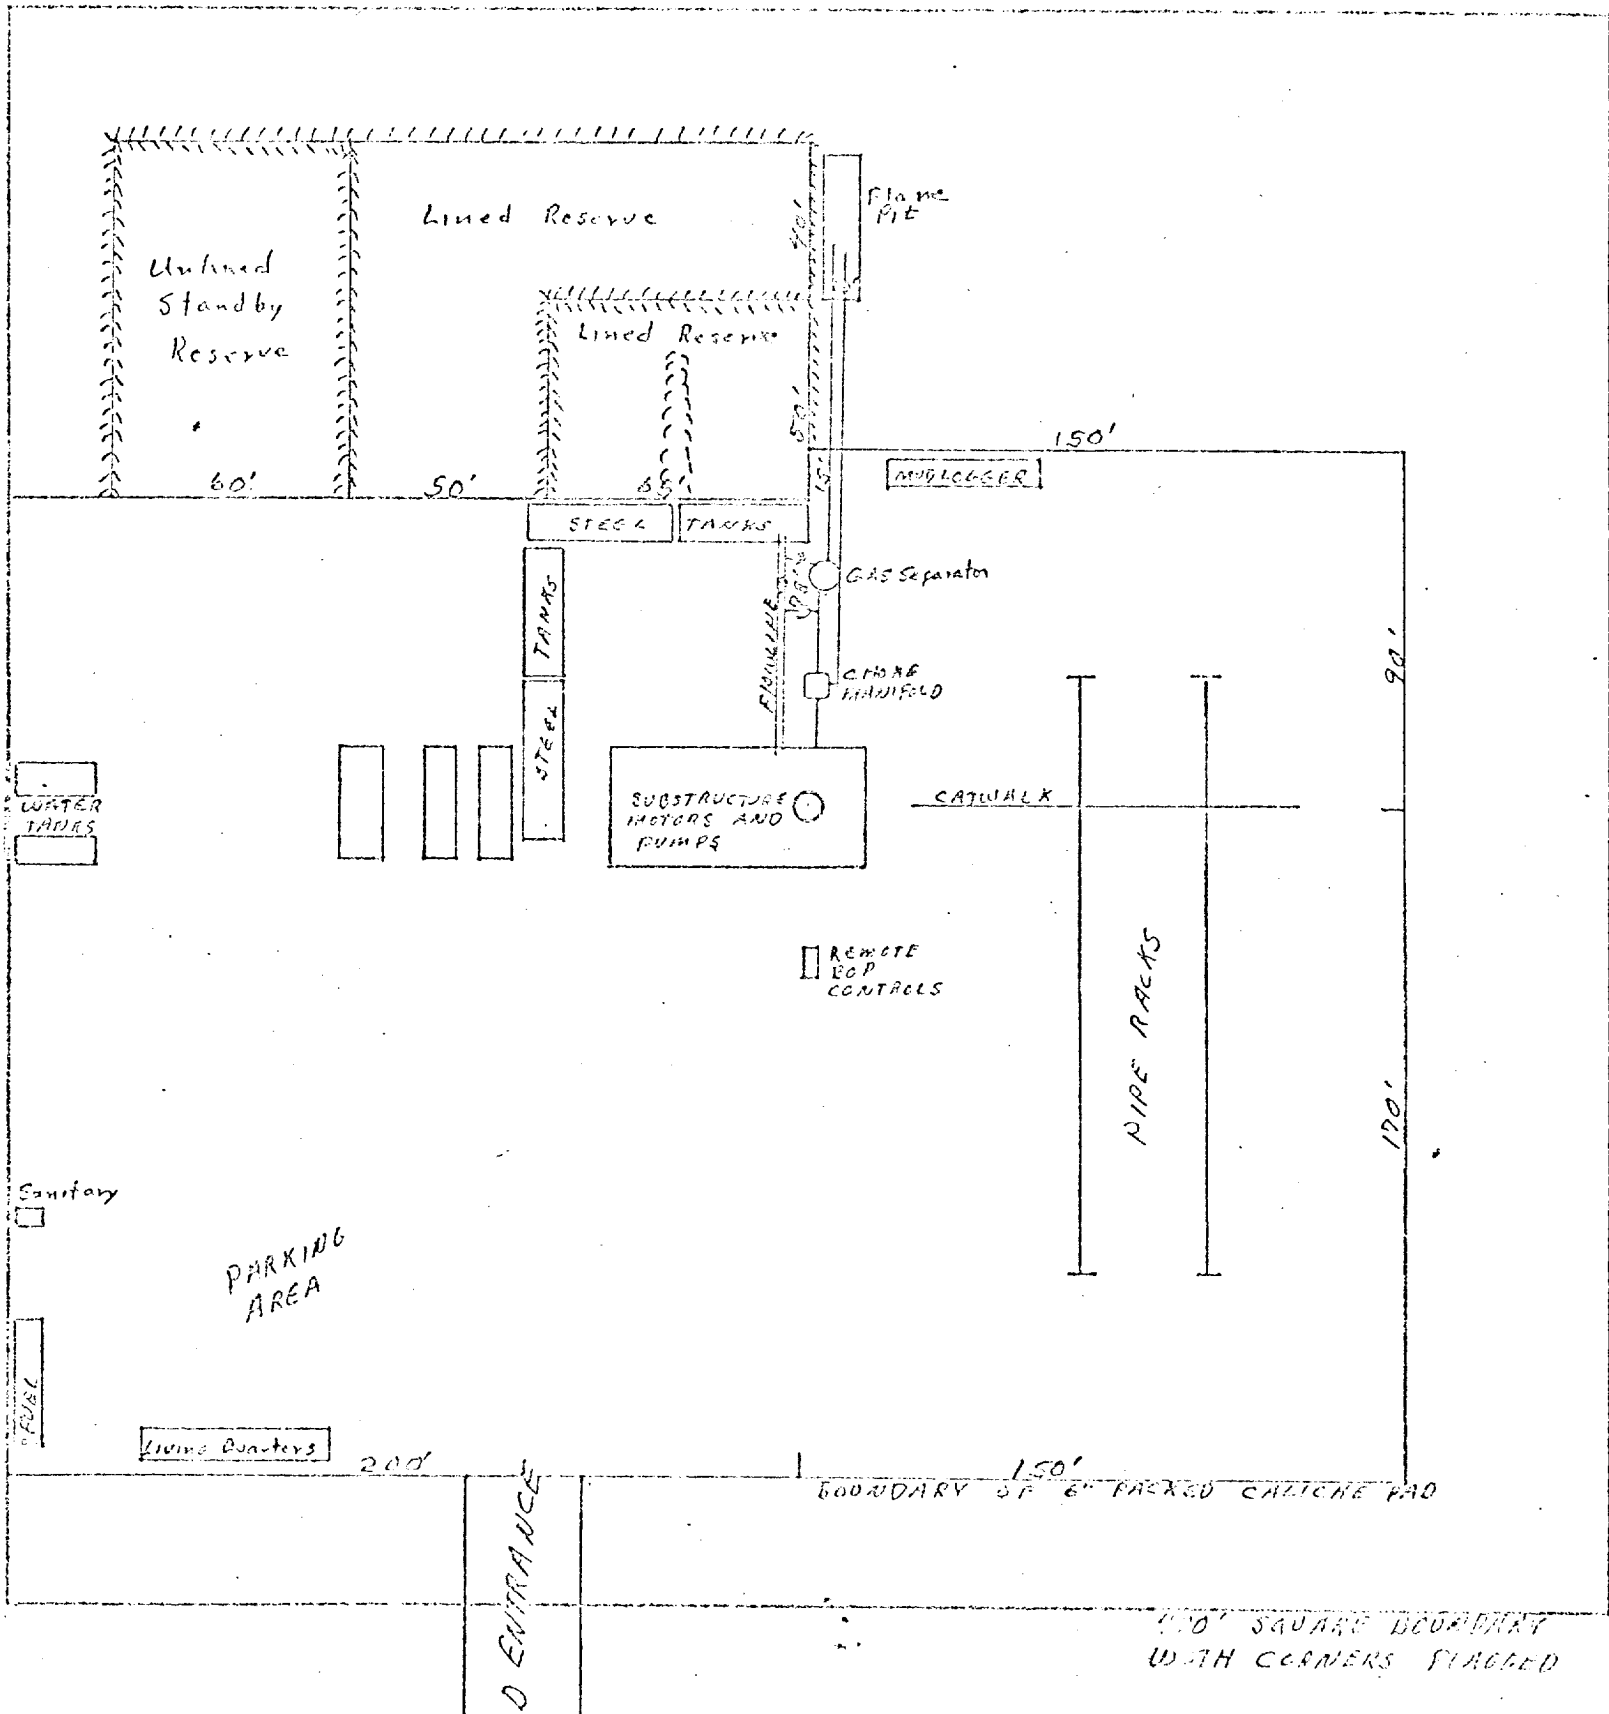 Flare
Pit
Lined Reserve
40'
Unlined
Standby
Reserve
Lined Reserve
50'
150'
60'
50'
65'
15'
MUDLOGGER
STEEL TANKS
GAS Separator
TANKS
FLOWLINE
90'
CHOKE
MANIFOLD
STEEL
WATER
TANKS
SUBSTRUCTURE
MOTORS AND
PUMPS
CATWALK
REMOTE
BOP
CONTROLS
PIPE RACKS
170'
Sanitary
PARKING
AREA
FUEL
Living Quarters
200'
150'
BOUNDARY OF 6" PACKED CALICHE PAD
D ENTRANCE
SQUARE BOUNDARY
WITH CORNERS FLAGGED